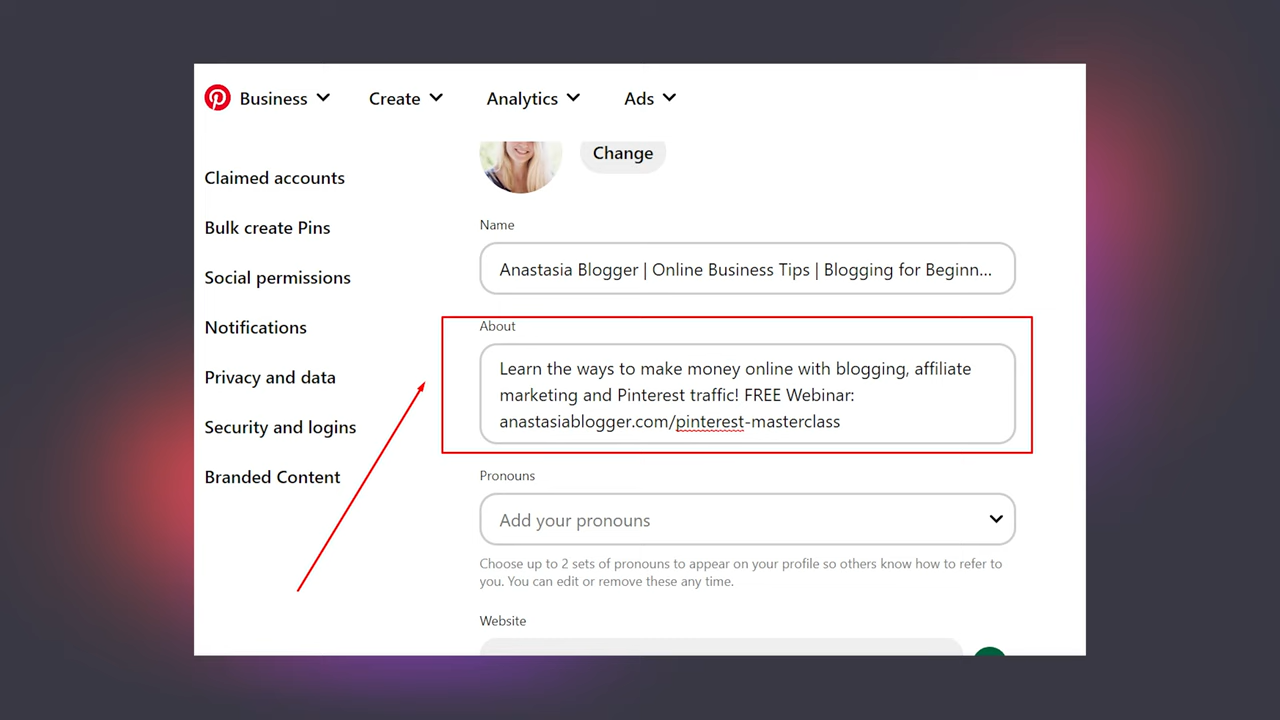 Business
Create
Analytics
Ads
Claimed accounts
Bulk create Pins
Social permissions
Notifications
Privacy and data
Security and logins
Branded Content
Change
Name
Anastasia Blogger | Online Business Tips | Blogging for Beginn...
About
Learn the ways to make money online with blogging, affiliate
marketing and Pinterest traffic! FREE Webinar:
anastasiablogger.com/pinterest-masterclass
Pronouns
Add your pronouns
Choose up to 2 sets of pronouns to appear on your profile so others know how to refer to
you. You can edit or remove these any time.
Website